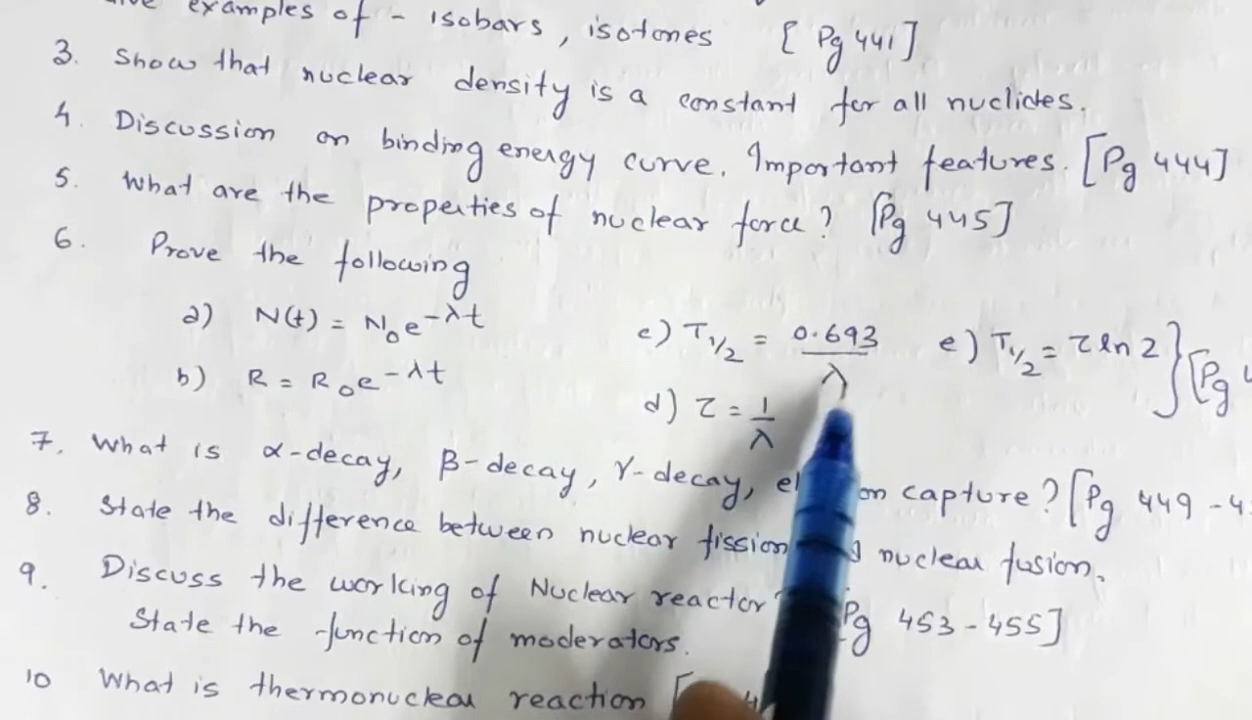 examples of - isobars, isotones [Pg 441]
3. Show that nuclear density is a constant for all nuclides.
4. Discussion on binding energy curve. Important features. [Pg 444]
5. What are the properties of nuclear force? [Pg 445]
6. Prove the following
a) N(t) = N₀e^-λt c) T1/2 = 0.693/λ e) T1/2 = τ ln 2 } [Pg
b) R = R₀e^-λt d) τ = 1/λ
7. What is α-decay, β-decay, γ-decay, capture? [Pg 449 -
8. State the difference between nuclear fission nuclear fusion.
9. Discuss the working of Nuclear reactor Pg 453-455]
State the function of moderators.
10 What is thermonuclear reaction [